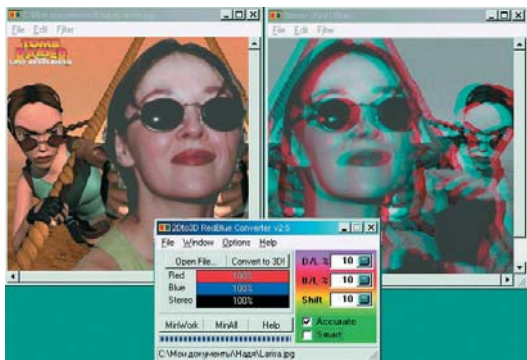 File Edit Filter
File Edit Filter
TOMB
RAIDER
2Dto3D RedBlue Converter v2.5
File Window Options Help
Open File... Convert to 3D!
Red 100%
Blue 100%
Stereo 100%
D/L % 10
B/L % 10
Shift 10
MinWork MinAll Help
Accurate
Smart
C:\Мои документы\Надя\Larisa.jpg